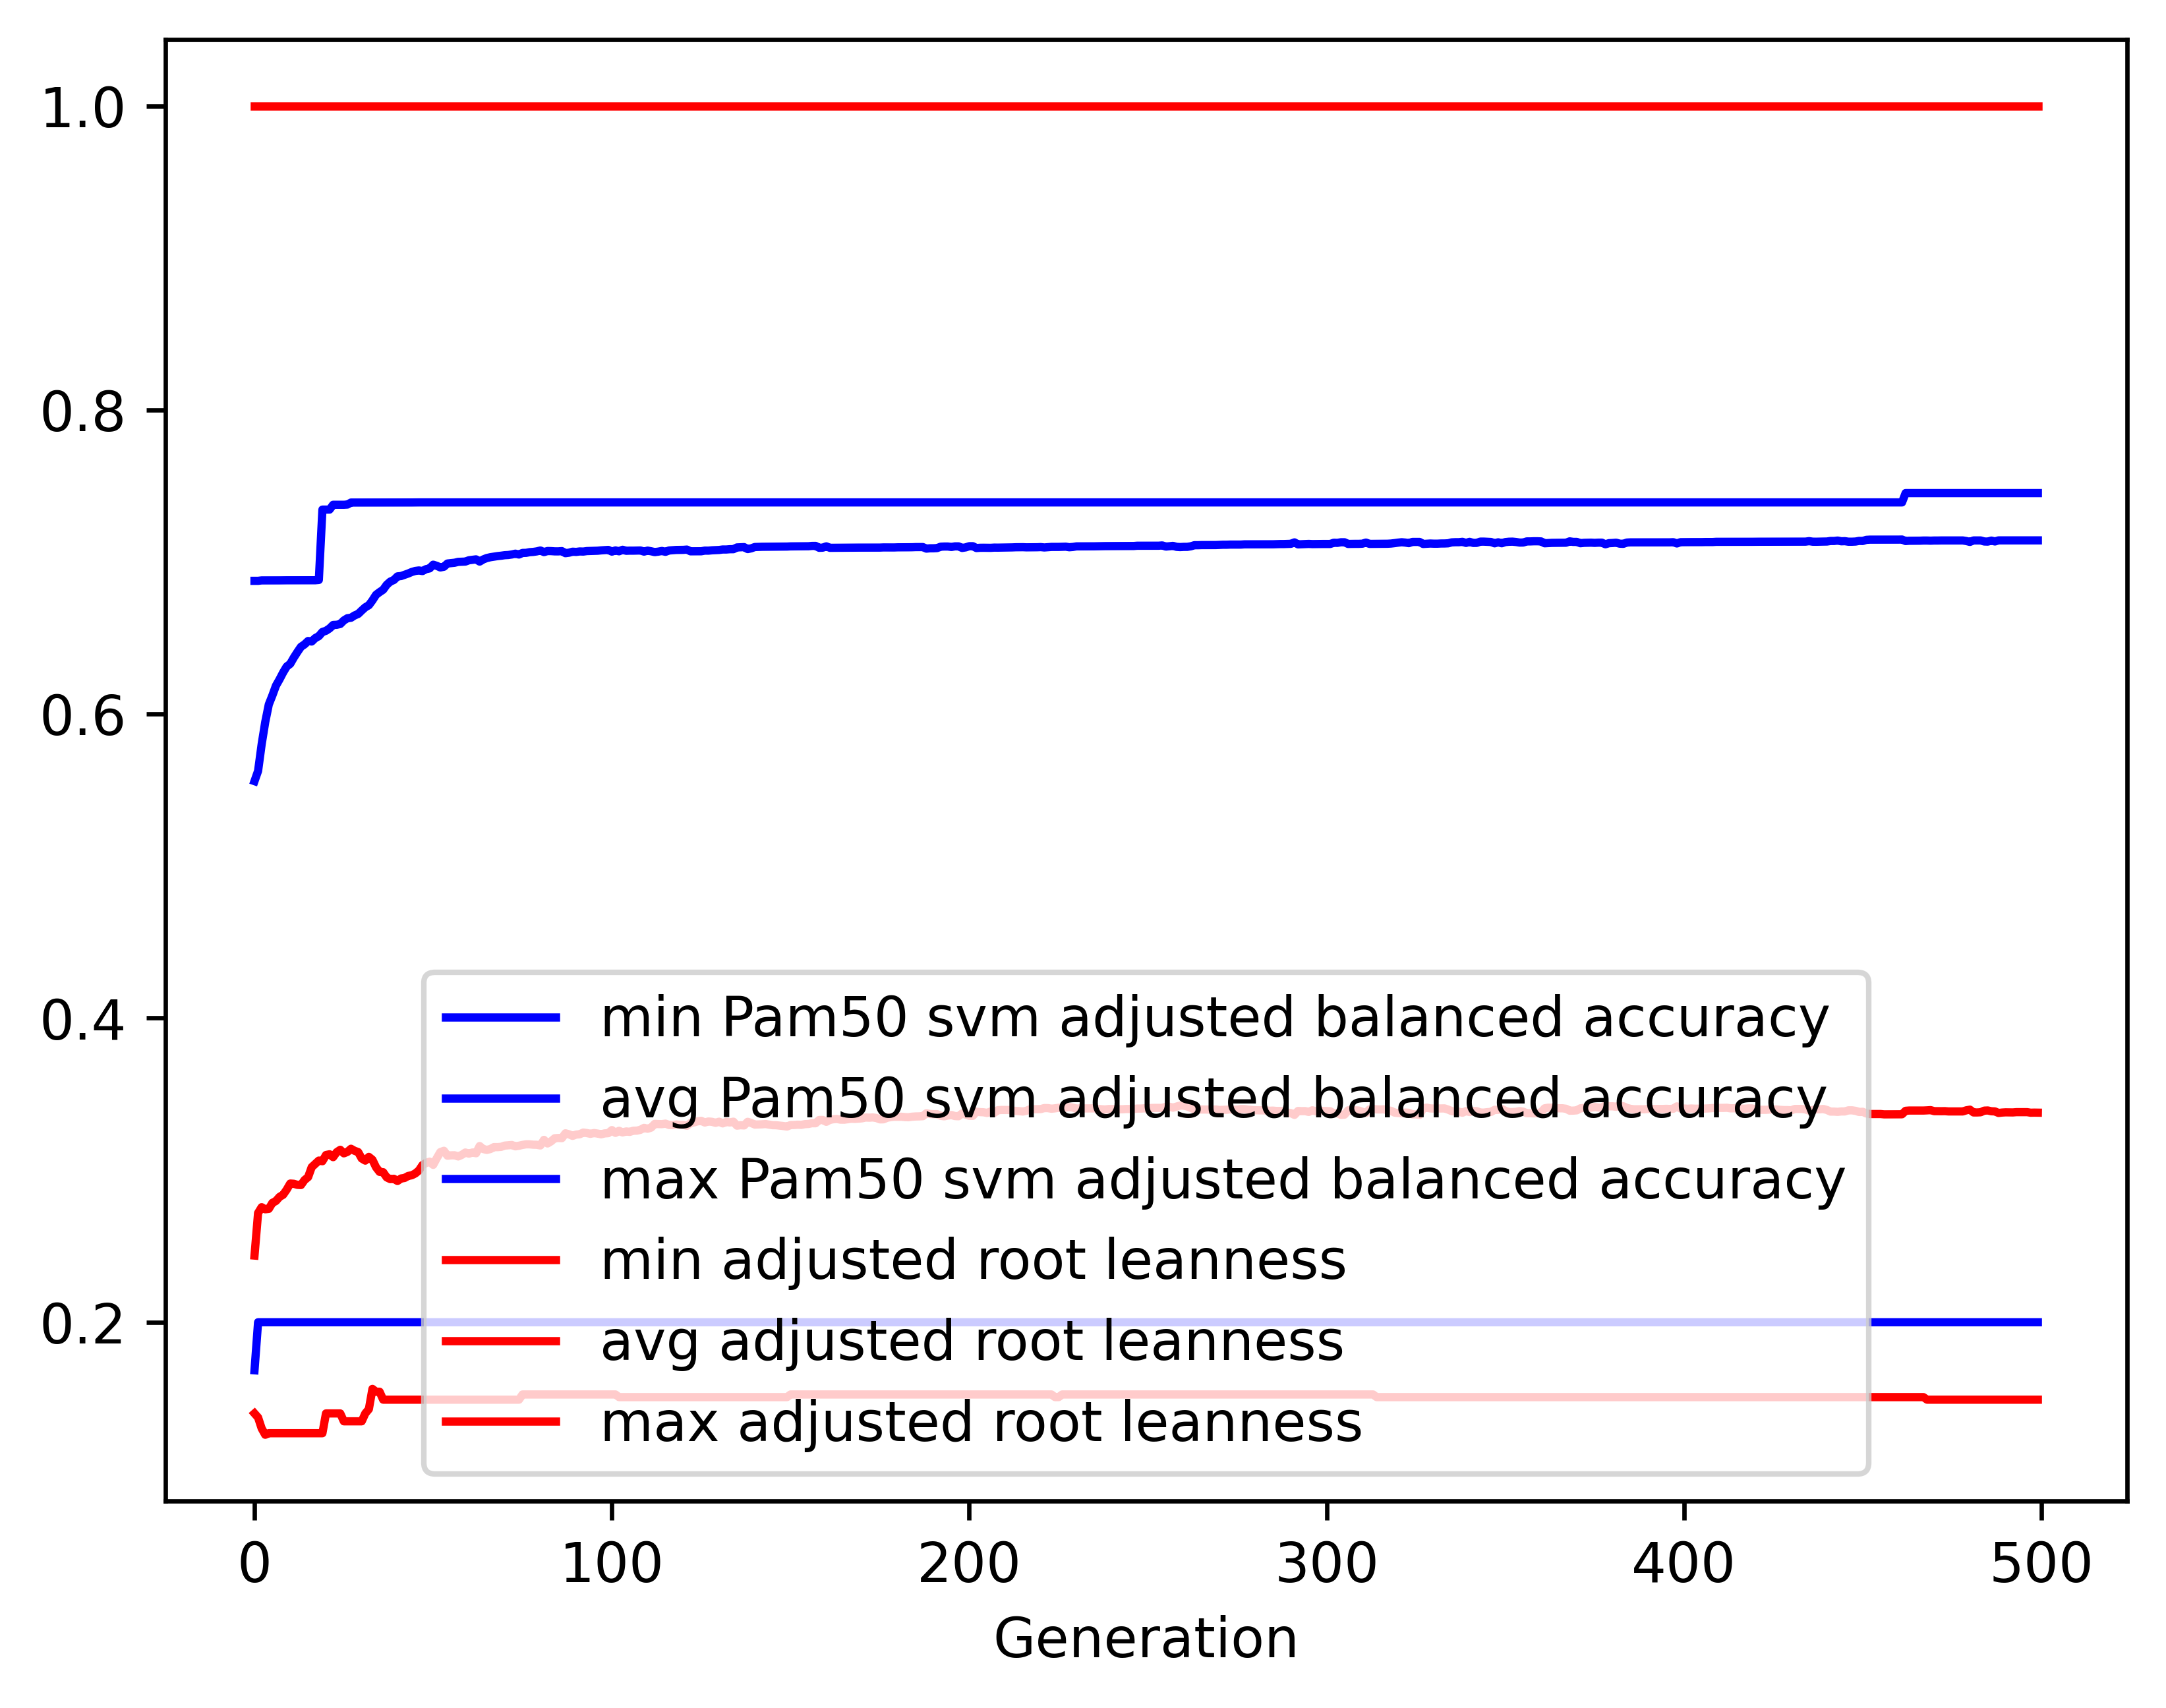 1.0
0.8
0.6
0.4
0.2
min Pam50 svm adjusted balanced accuracy
avg Pam50 svm adjusted balanced accuracy
max Pam50 svm adjusted balanced accuracy
min adjusted root leanness
avg adjusted root leanness
max adjusted root leanness
0 100 200 300 400 500
Generation